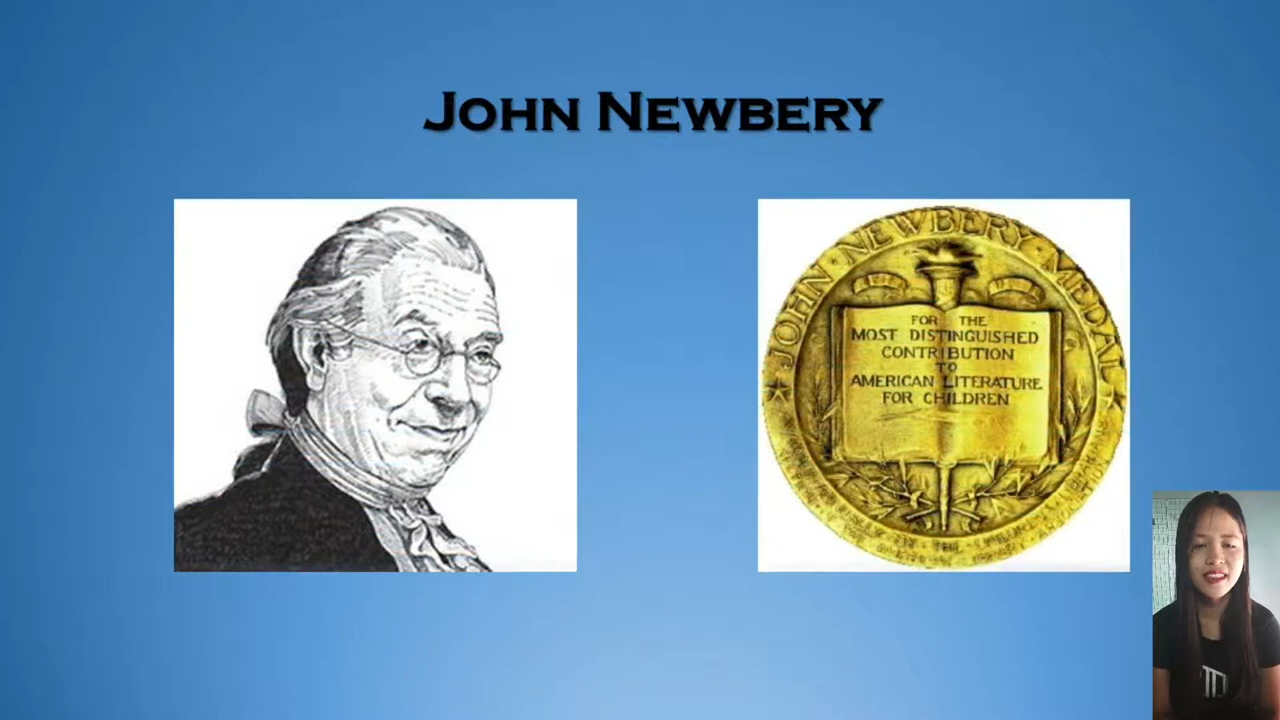 JOHN NEWBERY
JOHN NEWBERY MEDAL
FOR THE
MOST DISTINGUISHED
CONTRIBUTION
TO
AMERICAN LITERATURE
FOR CHILDREN